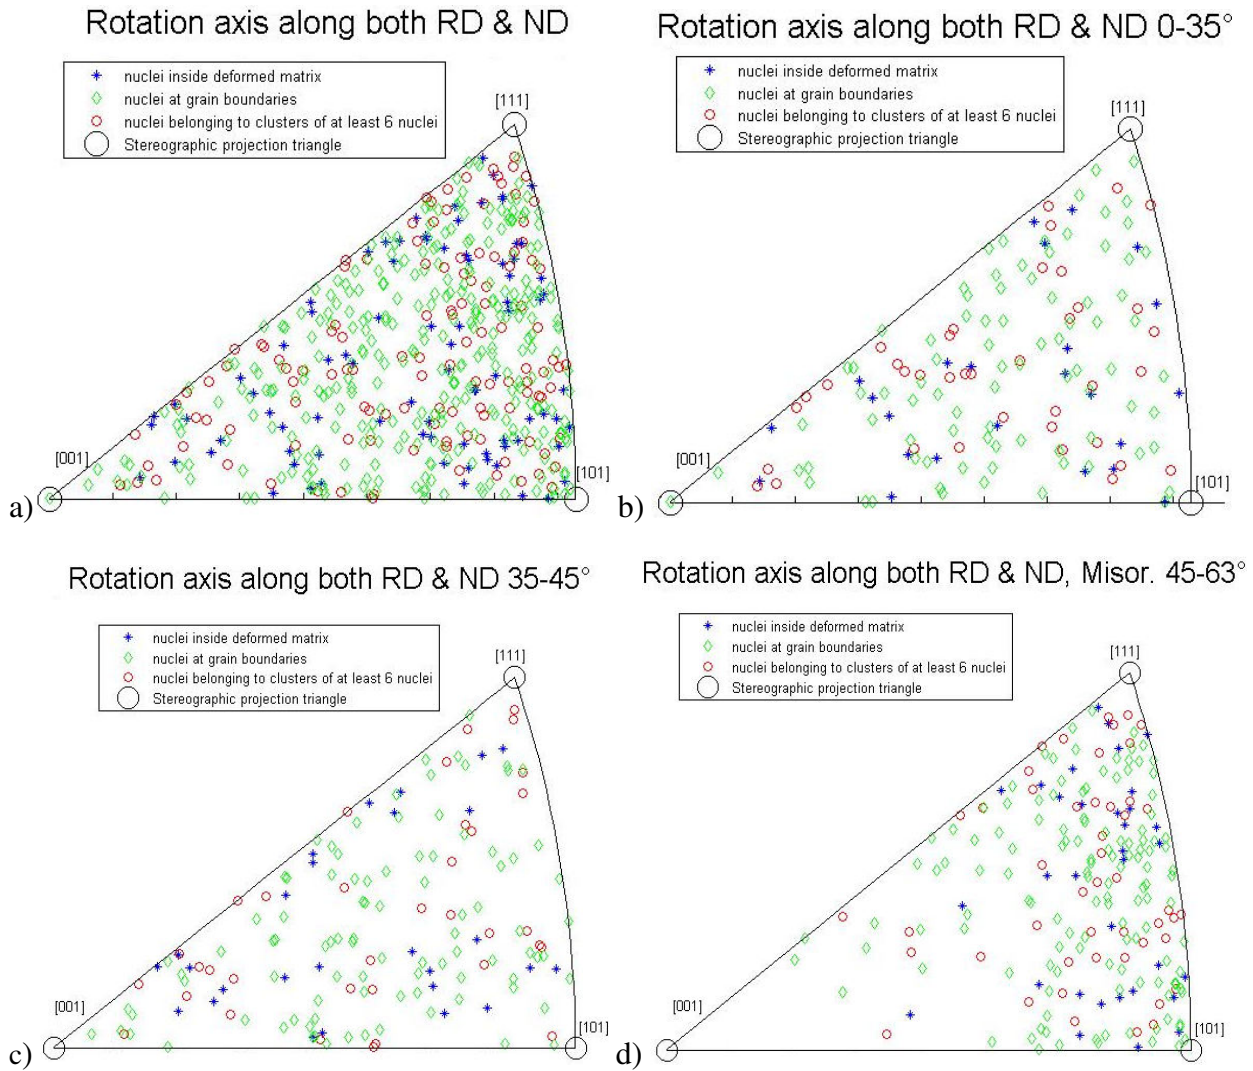 Rotation axis along both RD & ND
nuclei inside deformed matrix
nuclei at grain boundaries
nuclei belonging to clusters of at least 6 nuclei
Stereographic projection triangle
[111]
[001]
[101]
a)
Rotation axis along both RD & ND 0-35°
nuclei inside deformed matrix
nuclei at grain boundaries
nuclei belonging to clusters of at least 6 nuclei
Stereographic projection triangle
[111]
[001]
[101]
b)
Rotation axis along both RD & ND 35-45°
nuclei inside deformed matrix
nuclei at grain boundaries
nuclei belonging to clusters of at least 6 nuclei
Stereographic projection triangle
[111]
[001]
[101]
c)
Rotation axis along both RD & ND, Misor. 45-63°
nuclei inside deformed matrix
nuclei at grain boundaries
nuclei belonging to clusters of at least 6 nuclei
Stereographic projection triangle
[111]
[001]
[101]
d)